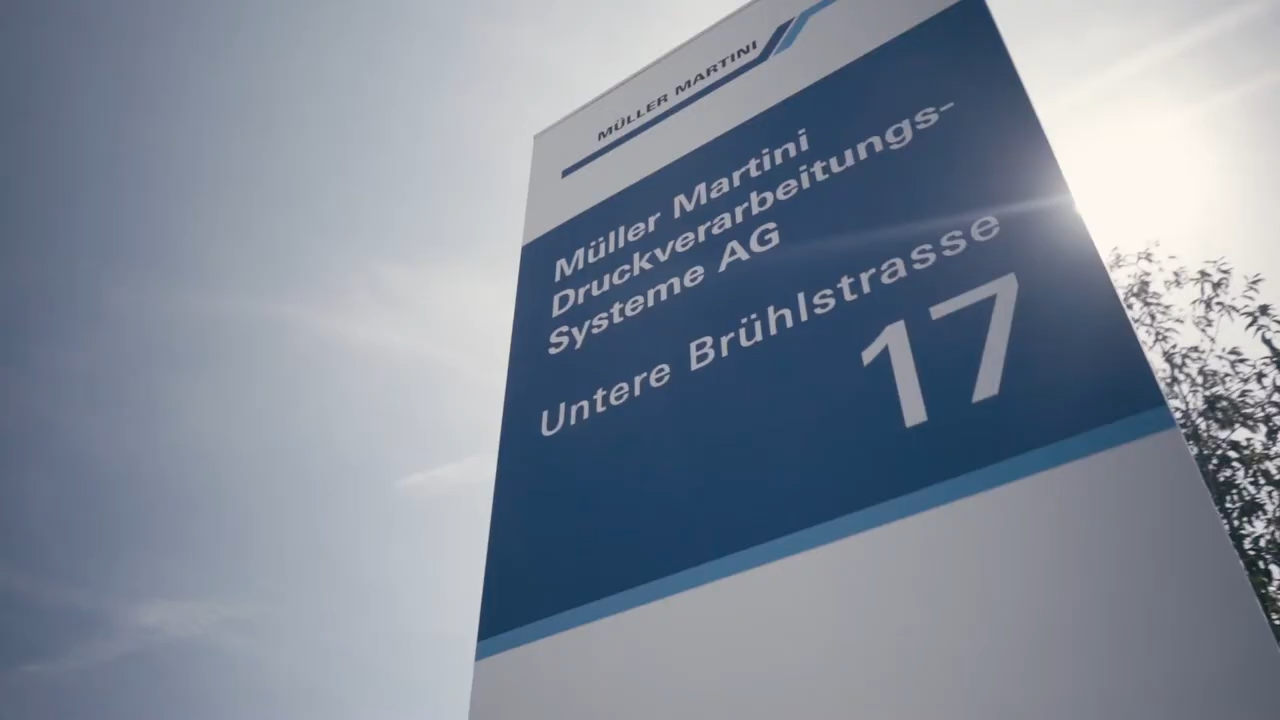 MÜLLER MARTINI
Müller Martini
Druckverarbeitungs-
Systeme AG
Untere Brühlstrasse
17